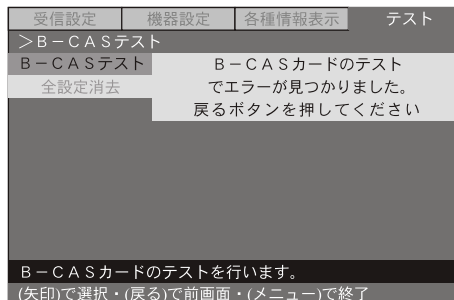 受信設定 機器設定 各種情報表示 テスト
＞Ｂ－ＣＡＳテスト
Ｂ－ＣＡＳテスト
全設定消去
Ｂ－ＣＡＳカードのテスト
でエラーが見つかりました。
戻るボタンを押してください
Ｂ－ＣＡＳカードのテストを行います。
(矢印)で選択・(戻る)で前画面・(メニュー)で終了